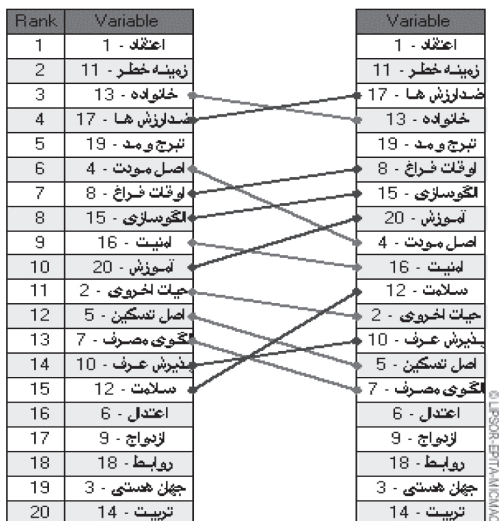 Rank Variable Variable
1 اعتقاد - 1 اعتقاد - 1
2 زمینه خطر - 11 زمینه خطر - 11
3 خانواده - 13 ضدارزش ها - 17
4 ضدارزش ها - 17 خانواده - 13
5 تبرج و مد - 19 تبرج و مد - 19
6 اصل مودت - 4 اوقات فراغ - 8
7 اوقات فراغ - 8 الگوسازی - 15
8 الگوسازی - 15 آموزش - 20
9 امنیت - 16 اصل مودت - 4
10 آموزش - 20 امنیت - 16
11 حیات اخروی - 2 سلامت - 12
12 اصل تسکین - 5 حیات اخروی - 2
13 الگوی مصرف - 7 پذیرش عرف - 10
14 پذیرش عرف - 10 اصل تسکین - 5
15 سلامت - 12 الگوی مصرف - 7
16 اعتدال - 6 اعتدال - 6
17 ازدواج - 9 ازدواج - 9
18 روابط - 18 روابط - 18
19 جهان هستی - 3 جهان هستی - 3
20 تربیت - 14 تربیت - 14
© LIPSOR-EPITA-MICMAC